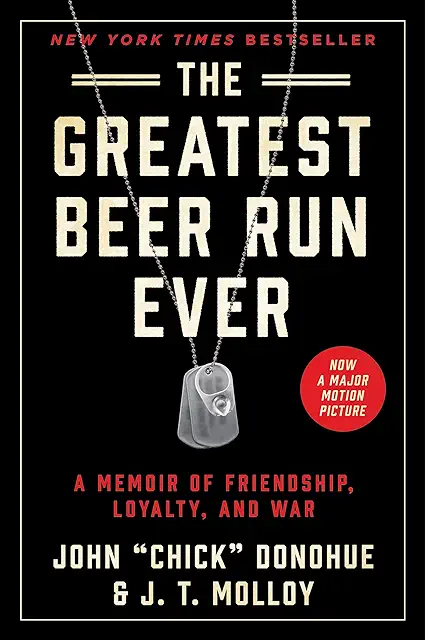 NEW YORK TIMES BESTSELLER
THE
GREATEST
BEER RUN
EVER
NOW
A MAJOR
MOTION
PICTURE
A MEMOIR OF FRIENDSHIP,
LOYALTY, AND WAR
JOHN “CHICK” DONOHUE
& J. T. MOLLOY